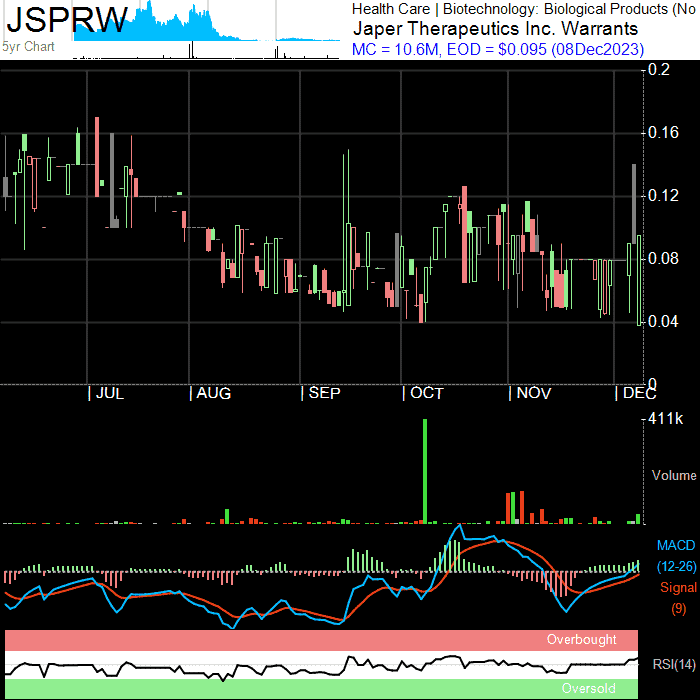 JSPRW
5yr Chart
Health Care | Biotechnology: Biological Products (No
Japer Therapeutics Inc. Warrants
MC = 10.6M, EOD = $0.095 (08Dec2023)
0.2
0.16
0.12
0.08
0.04
0
| JUL | AUG | SEP | OCT | NOV | DEC
411k
Volume
MACD
(12-26)
Signal
(9)
Overbought
RSI(14)
Oversold